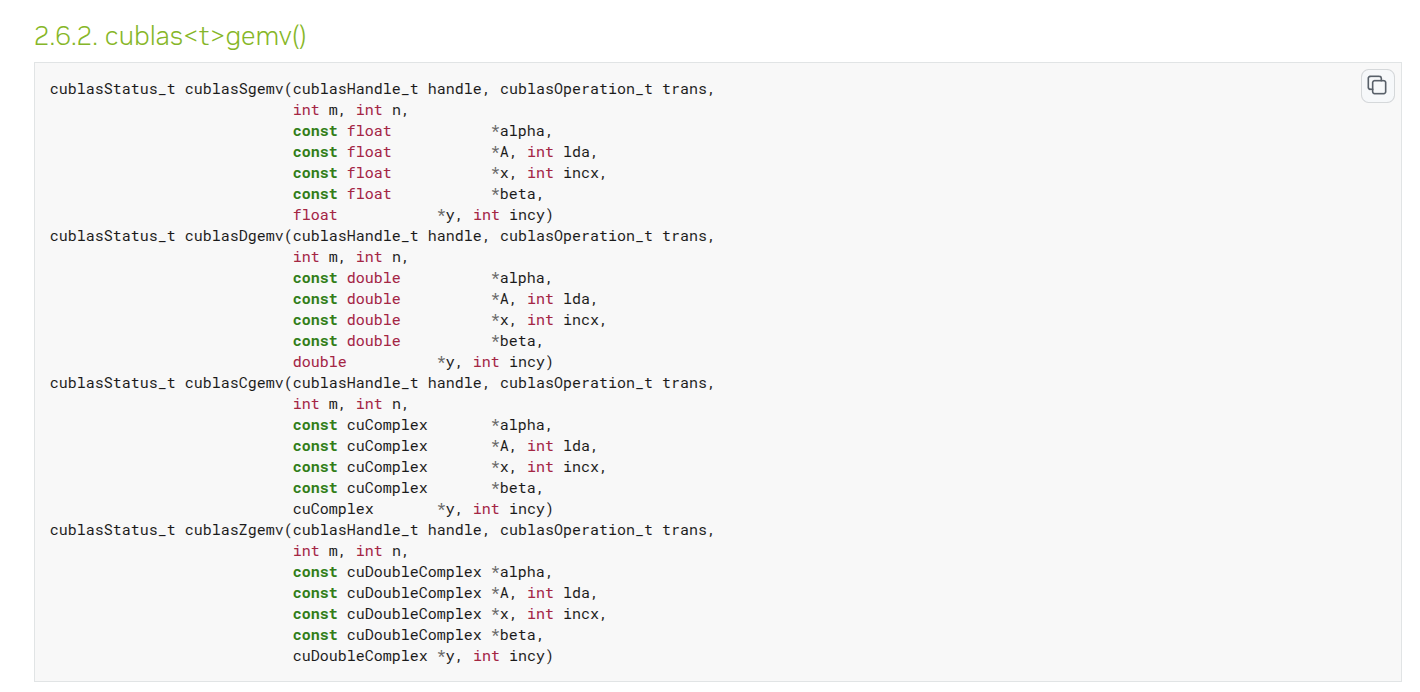 2.6.2. cublas<t>gemv()
cublasStatus_t cublasSgemv(cublasHandle_t handle, cublasOperation_t trans,
                           int m, int n,
                           const float           *alpha,
                           const float           *A, int lda,
                           const float           *x, int incx,
                           const float           *beta,
                           float           *y, int incy)
cublasStatus_t cublasDgemv(cublasHandle_t handle, cublasOperation_t trans,
                           int m, int n,
                           const double          *alpha,
                           const double          *A, int lda,
                           const double          *x, int incx,
                           const double          *beta,
                           double          *y, int incy)
cublasStatus_t cublasCgemv(cublasHandle_t handle, cublasOperation_t trans,
                           int m, int n,
                           const cuComplex       *alpha,
                           const cuComplex       *A, int lda,
                           const cuComplex       *x, int incx,
                           const cuComplex       *beta,
                           cuComplex       *y, int incy)
cublasStatus_t cublasZgemv(cublasHandle_t handle, cublasOperation_t trans,
                           int m, int n,
                           const cuDoubleComplex *alpha,
                           const cuDoubleComplex *A, int lda,
                           const cuDoubleComplex *x, int incx,
                           const cuDoubleComplex *beta,
                           cuDoubleComplex *y, int incy)